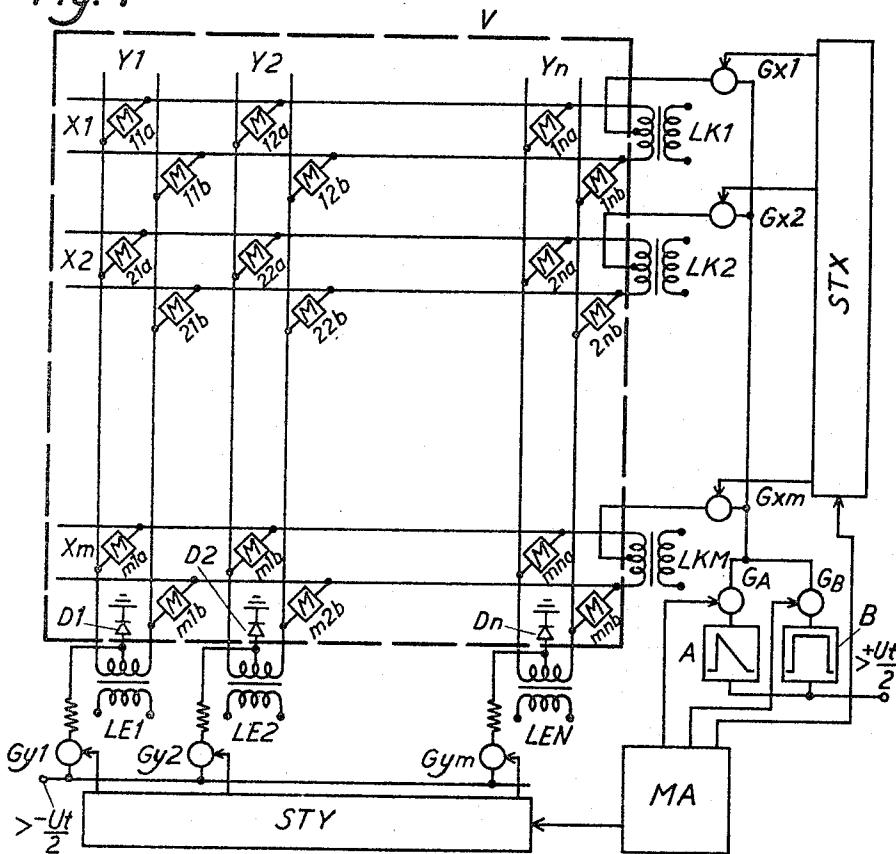 Fig. 1
V
Y1 Y2 Yn
Gx1
X1
M M M
11a 12a 1na
LK1
M M M
11b 12b 1nb
Gx2
X2
M M M
21a 22a 2na
LK2
STX
M M M
21b 22b 2nb
Gxm
Xm
M M M
m1a m1b mna
LKM
D2
GA GB
M M M
m1b m2b mnb
D1 Dn
B
A
> +Ut/2
LE1 LE2 LEN
Gy1 Gy2 Gym
MA
> -Ut/2
STY